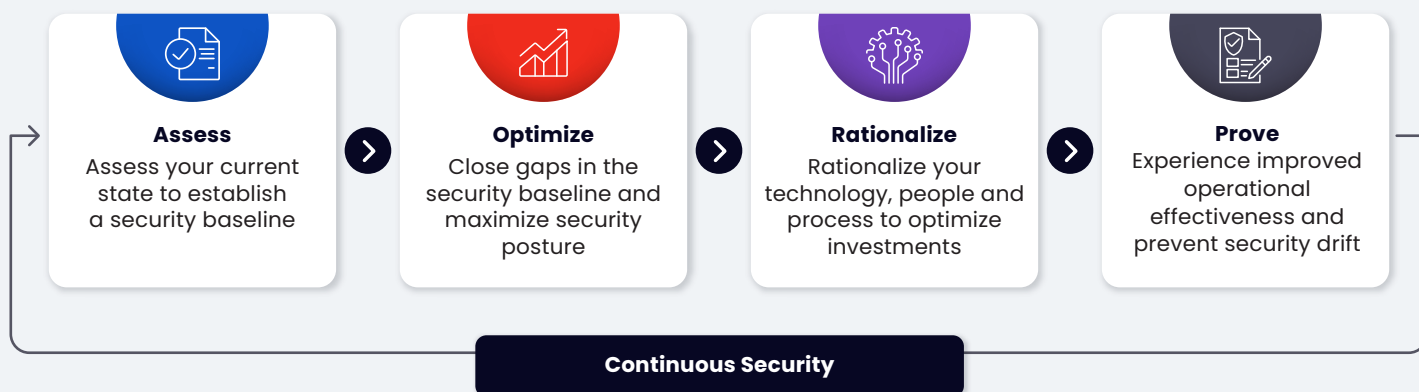 Assess
Assess your current
state to establish
a security baseline
Optimize
Close gaps in the
security baseline and
maximize security
posture
Rationalize
Rationalize your
technology, people and
process to optimize
investments
Prove
Experience improved
operational
effectiveness and
prevent security drift
Continuous Security